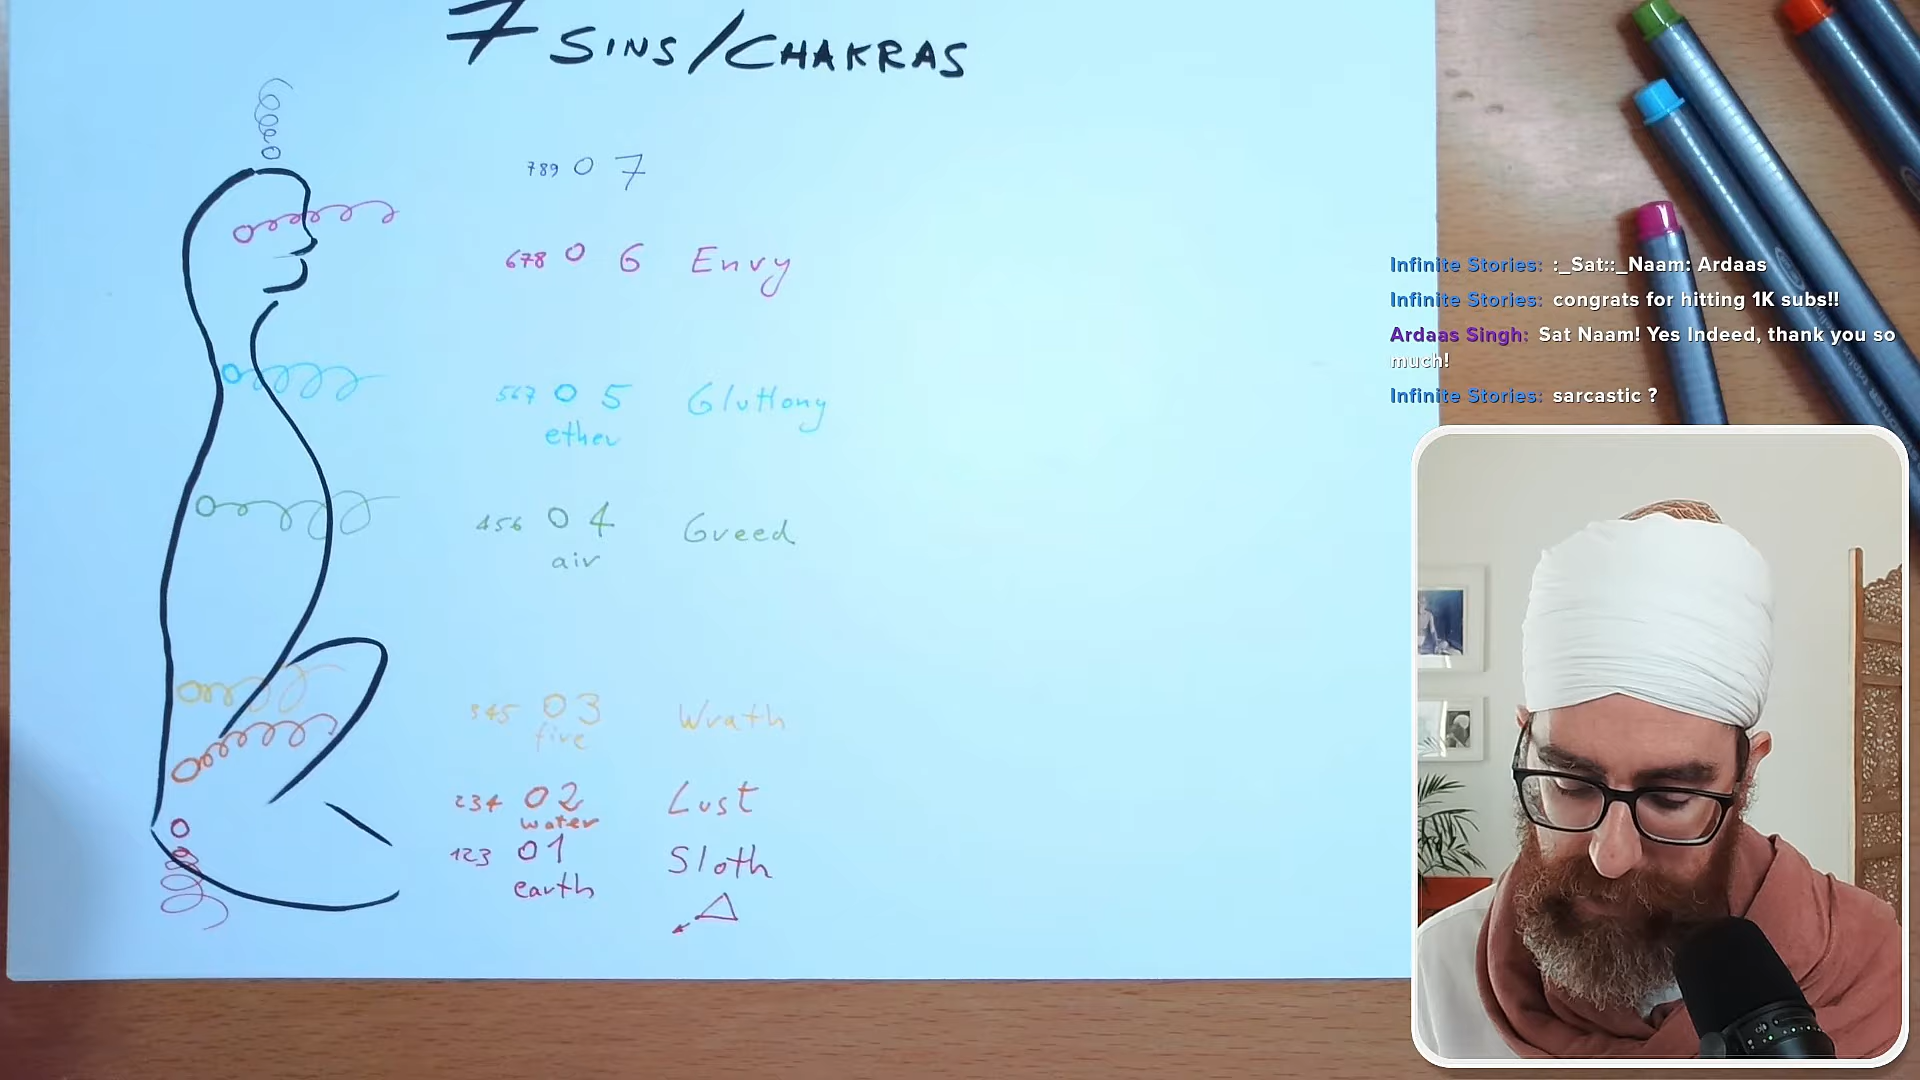 7 SINS/CHAKRAS
789 0 7
678 0 6 Envy
567 0 5 Gluttony
ether
456 0 4 Greed
air
345 0 3 Wrath
fire
234 0 2 Lust
water
123 0 1 Sloth
earth
Infinite Stories: :_Sat::_Naam: Ardaas
Infinite Stories: congrats for hitting 1K subs!!
Ardaas Singh: Sat Naam! Yes Indeed, thank you so
much!
Infinite Stories: sarcastic ?